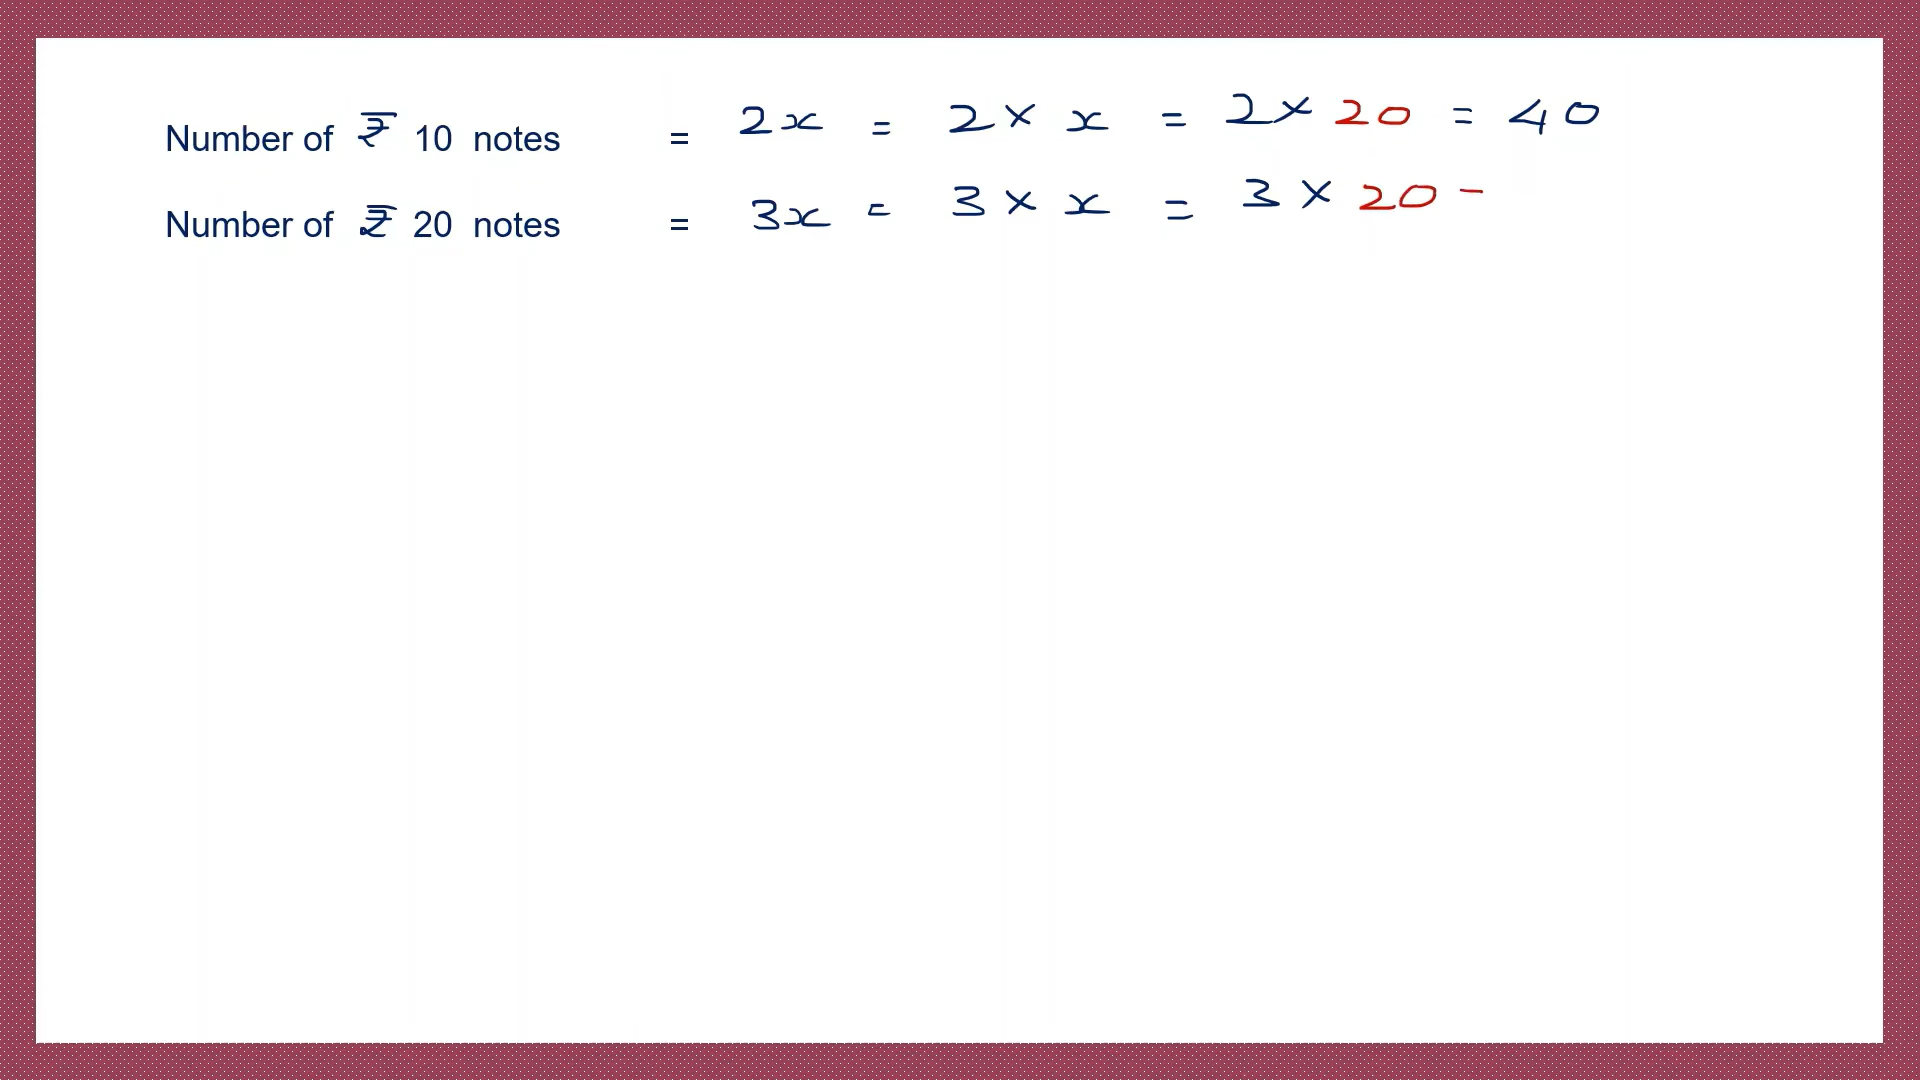 Number of ₹ 10 notes = 2x = 2 × x = 2 × 20 = 40
Number of ₹ 20 notes = 3x = 3 × x = 3 × 20 -